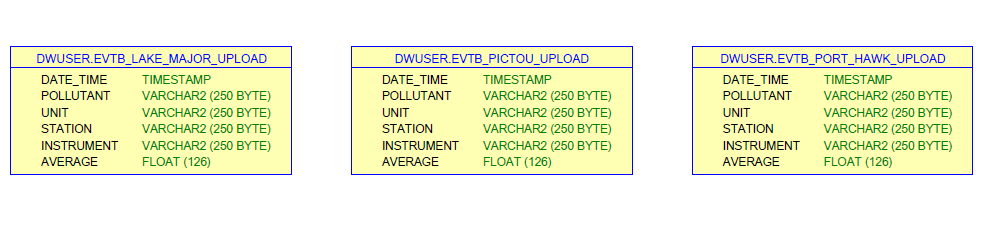 DWUSER.EVTB_LAKE_MAJOR_UPLOAD
DATE_TIME TIMESTAMP
POLLUTANT VARCHAR2 (250 BYTE)
UNIT VARCHAR2 (250 BYTE)
STATION VARCHAR2 (250 BYTE)
INSTRUMENT VARCHAR2 (250 BYTE)
AVERAGE FLOAT (126)
DWUSER.EVTB_PICTOU_UPLOAD
DATE_TIME TIMESTAMP
POLLUTANT VARCHAR2 (250 BYTE)
UNIT VARCHAR2 (250 BYTE)
STATION VARCHAR2 (250 BYTE)
INSTRUMENT VARCHAR2 (250 BYTE)
AVERAGE FLOAT (126)
DWUSER.EVTB_PORT_HAWK_UPLOAD
DATE_TIME TIMESTAMP
POLLUTANT VARCHAR2 (250 BYTE)
UNIT VARCHAR2 (250 BYTE)
STATION VARCHAR2 (250 BYTE)
INSTRUMENT VARCHAR2 (250 BYTE)
AVERAGE FLOAT (126)